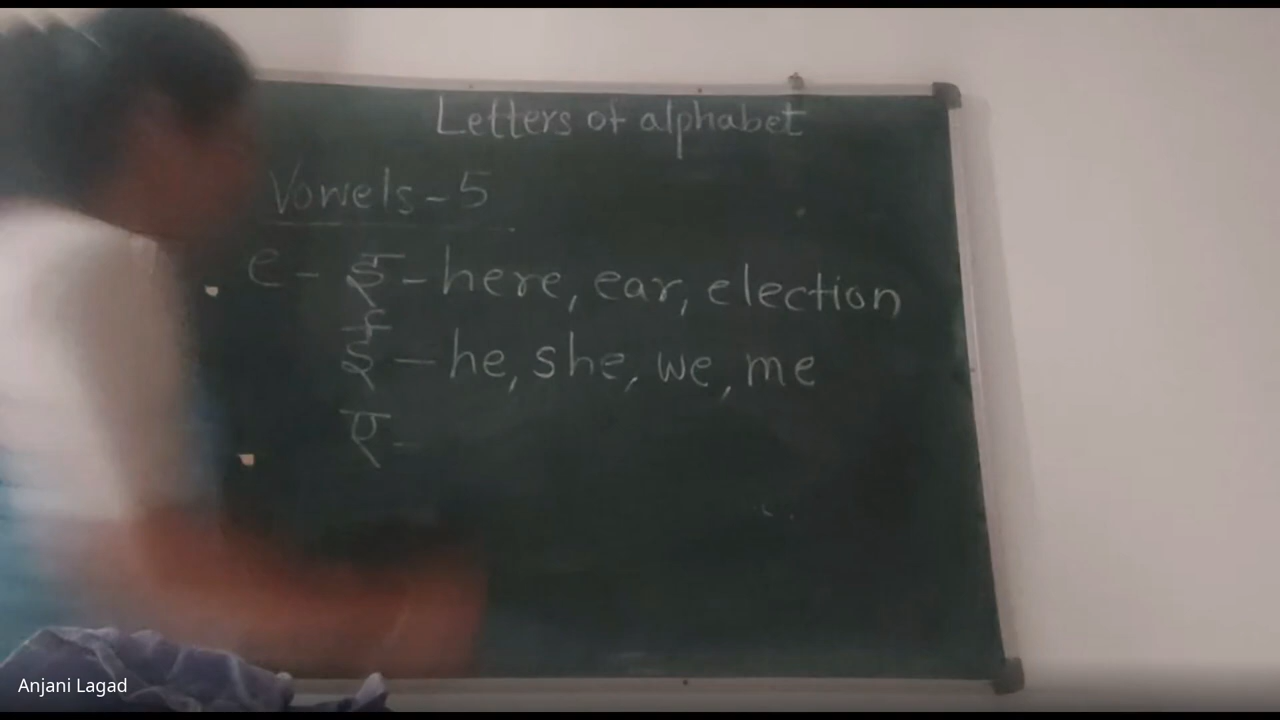 Letters of alphabet
Vowels - 5
e - इ - here, ear, election
ई - he, she, we, me
ए -
Anjani Lagad